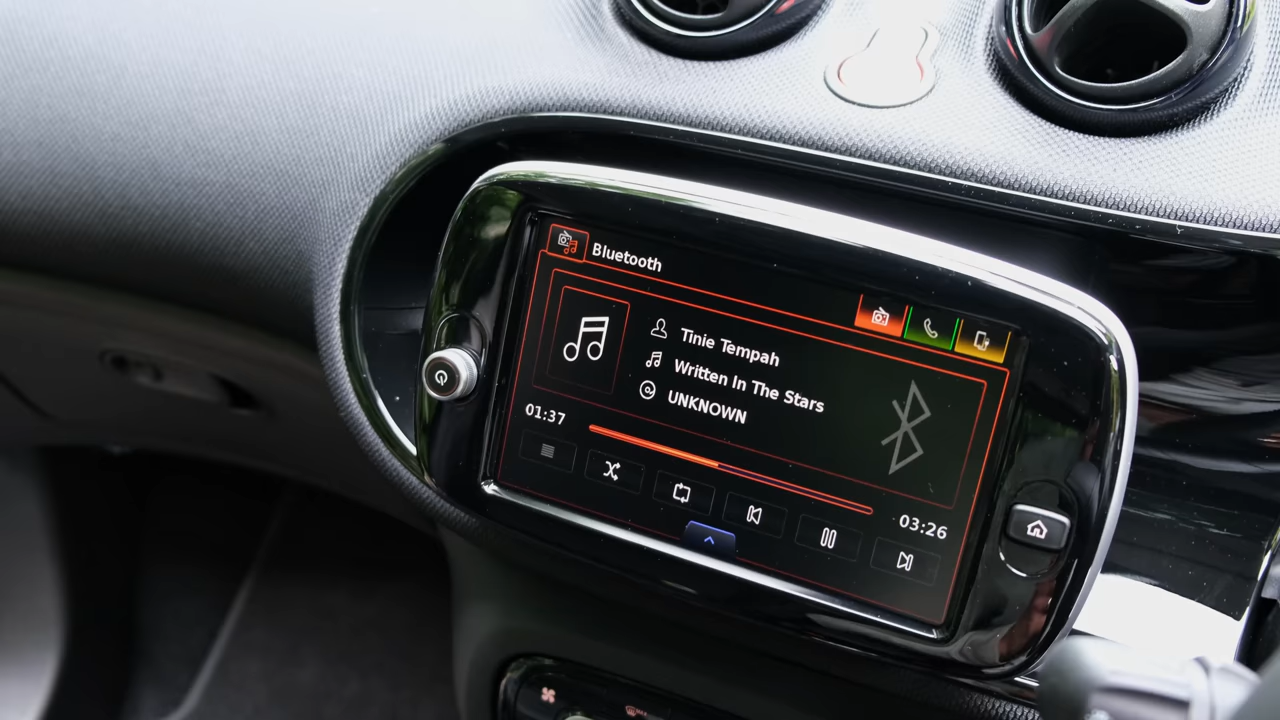 Bluetooth
Tinie Tempah
Written In The Stars
UNKNOWN
01:37
03:26